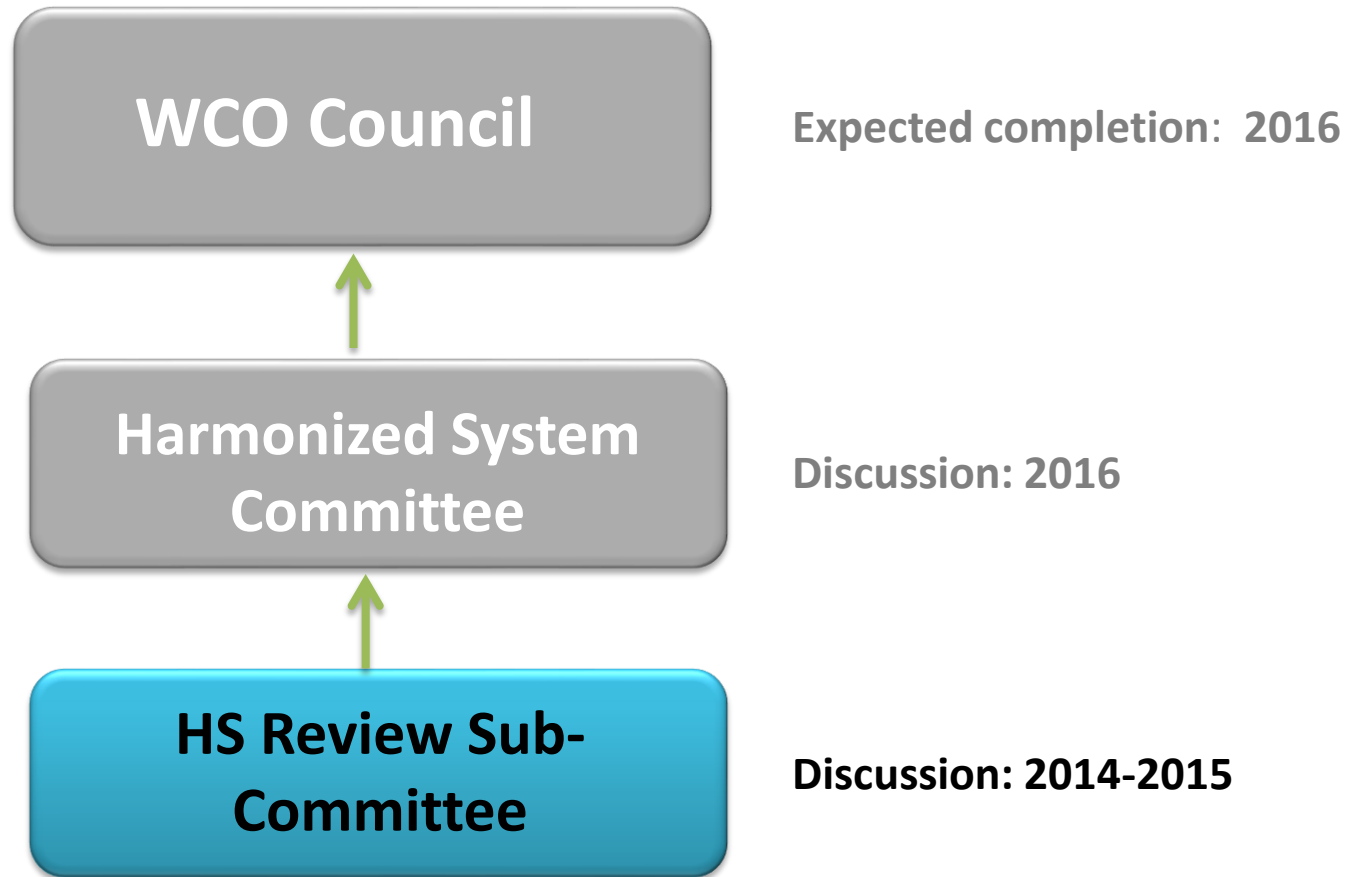 WCO Council
Expected completion: 2016
Harmonized System
Committee
Discussion: 2016
HS Review Sub-
Committee
Discussion: 2014-2015